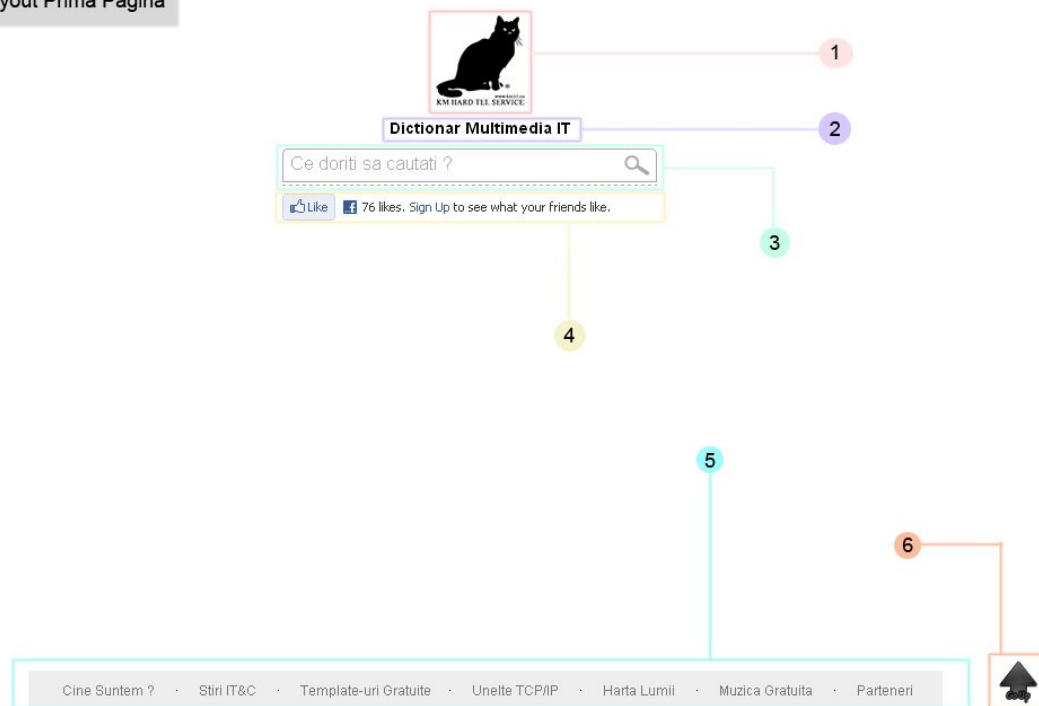 yout Prima Pagina
1
KM HARD TEL SERVICE
Dictionar Multimedia IT
2
Ce doriti sa cautati ?
Like 76 likes. Sign Up to see what your friends like.
3
4
5
6
Cine Suntem ? · Stiri IT&C · Template-uri Gratuite · Unelte TCP/IP · Harta Lumii · Muzica Gratuita · Parteneri
Go Up